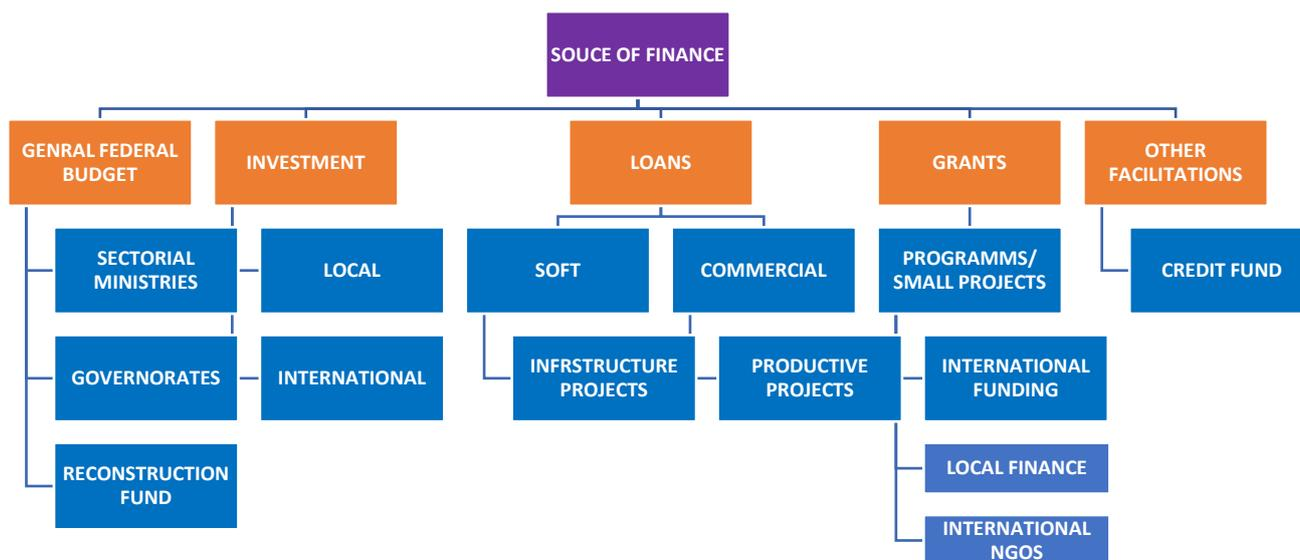 SOUCE OF FINANCE
GENRAL FEDERAL
BUDGET
INVESTMENT
LOANS
GRANTS
OTHER
FACILITATIONS
SECTORIAL
MINISTRIES
LOCAL
SOFT
COMMERCIAL
PROGRAMMS/
SMALL PROJECTS
CREDIT FUND
GOVERNORATES
INTERNATIONAL
INFRSTRUCTURE
PROJECTS
PRODUCTIVE
PROJECTS
INTERNATIONAL
FUNDING
RECONSTRUCTION
FUND
LOCAL FINANCE
INTERNATIONAL
NGOS